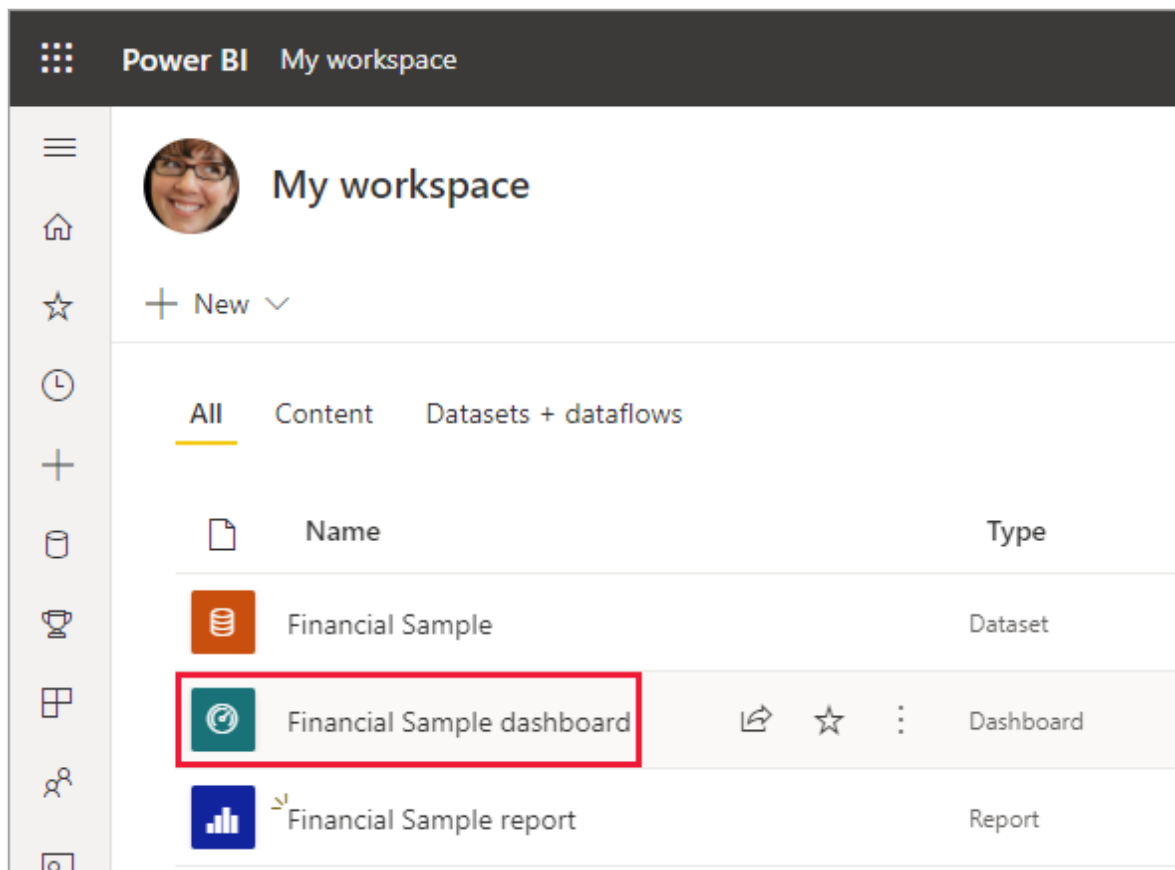 Power BI My workspace
My workspace
New
All Content Datasets + dataflows
Name Type
Financial Sample Dataset
Financial Sample dashboard Dashboard
Financial Sample report Report